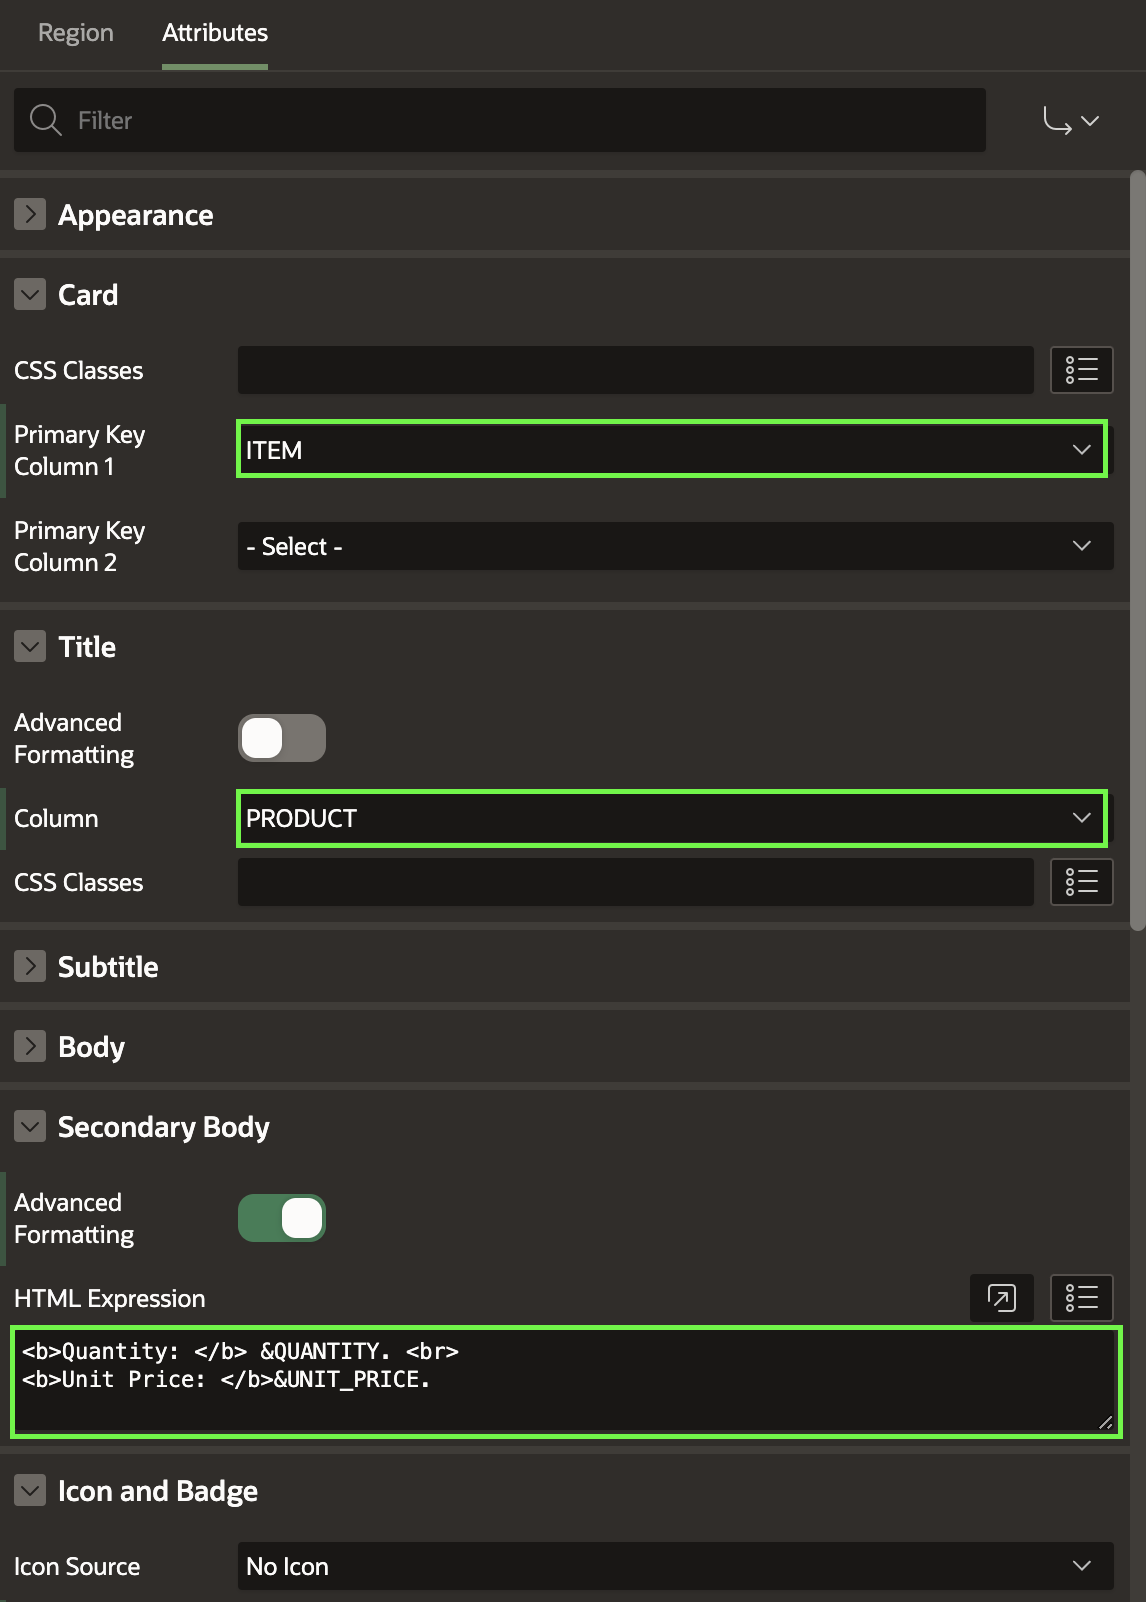 Region Attributes
Filter
Appearance
Card
CSS Classes
Primary Key
Column 1
ITEM
Primary Key
Column 2
- Select -
Title
Advanced
Formatting
Column
PRODUCT
CSS Classes
Subtitle
Body
Secondary Body
Advanced
Formatting
HTML Expression
<b>Quantity: </b> &QUANTITY. <br>
<b>Unit Price: </b>&UNIT_PRICE.
Icon and Badge
Icon Source
No Icon